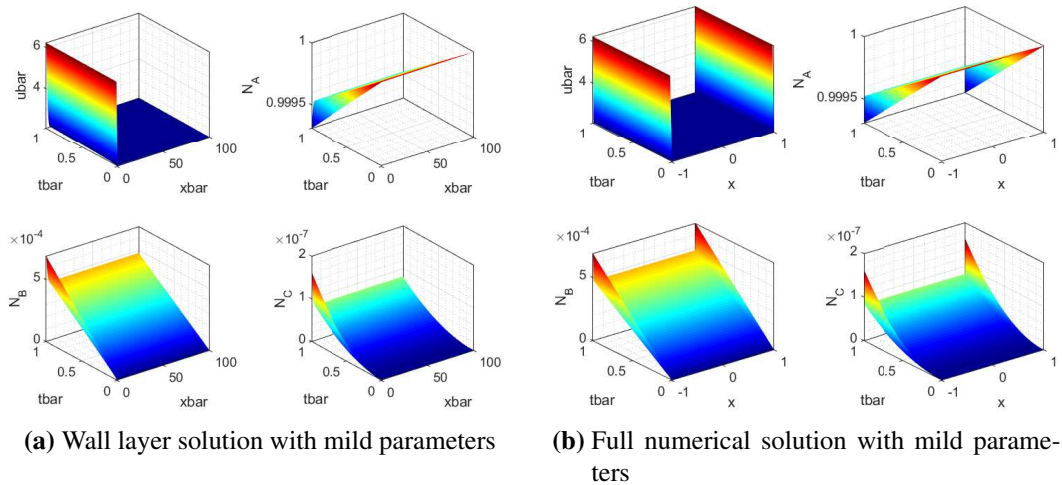 6
4
ubar
1
0.5
0
tbar
0
50
100
xbar
1
0.9995
N_A
1
0.5
0
tbar
0
50
100
xbar
6
4
ubar
1
0.5
0
tbar
-1
0
1
x
1
0.9995
N_A
1
0.5
0
tbar
-1
0
1
x
×10⁻⁴
5
0
N_B
1
0.5
0
tbar
0
50
100
xbar
×10⁻⁷
2
1
0
N_C
1
0.5
0
tbar
0
50
100
xbar
×10⁻⁴
5
0
N_B
1
0.5
0
tbar
-1
0
1
x
×10⁻⁷
2
1
0
N_C
1
0.5
0
tbar
-1
0
1
x
(a) Wall layer solution with mild parameters
(b) Full numerical solution with mild parame-
ters